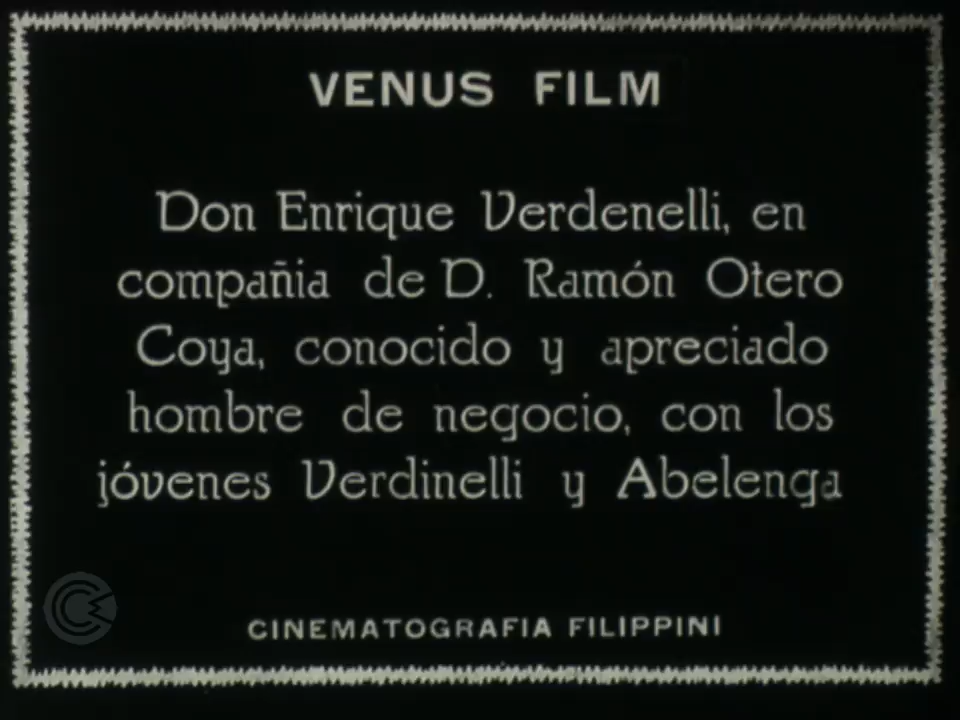 VENUS FILM
Don Enrique Verdenelli, en
compañia de D. Ramón Otero
Coya, conocido y apreciado
hombre de negocio, con los
jóvenes Verdinelli y Abelenga
CINEMATOGRAFIA FILIPPINI